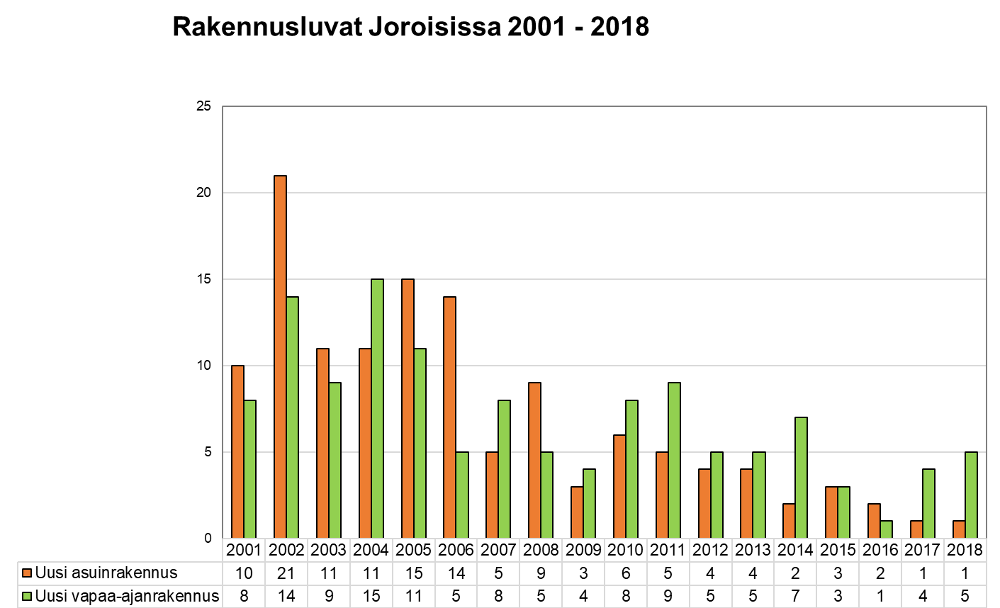 Rakennusluvat Joroisissa 2001 - 2018
25
20
15
10
5
0
2001 2002 2003 2004 2005 2006 2007 2008 2009 2010 2011 2012 2013 2014 2015 2016 2017 2018
Uusi asuinrakennus 10 21 11 11 15 14 5 9 3 6 5 4 4 2 3 2 1 1
Uusi vapaa-ajanrakennus 8 14 9 15 11 5 8 5 4 8 9 5 5 7 3 1 4 5